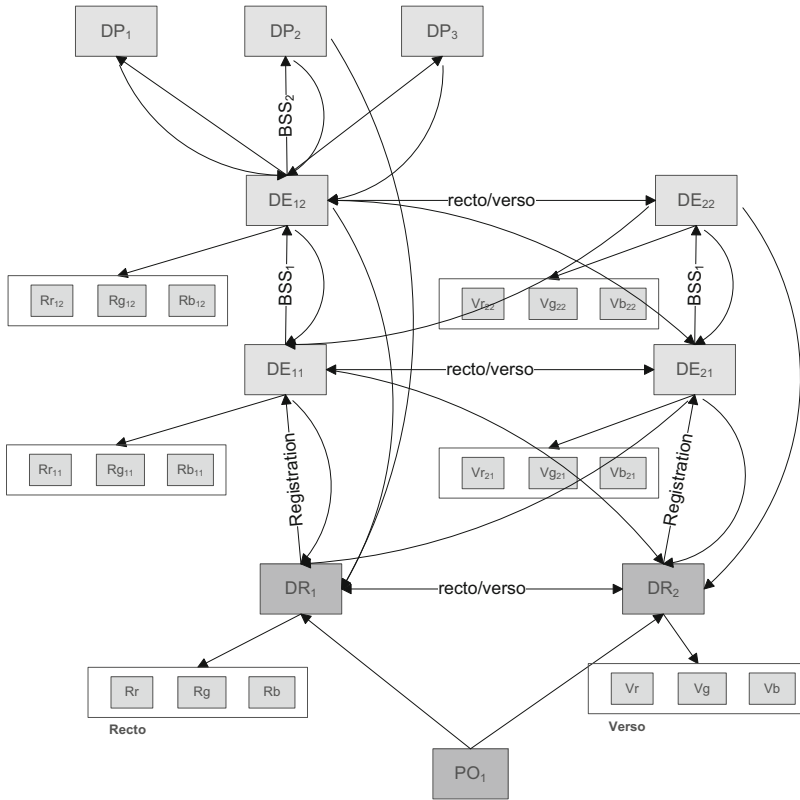 DP₁ DP₂ DP₃
BSS₂
DE₁₂ recto/verso DE₂₂
BSS₁ BSS₁
Rr₁₂ Rg₁₂ Rb₁₂ Vr₂₂ Vg₂₂ Vb₂₂
DE₁₁ recto/verso DE₂₁
Registration Registration
Rr₁₁ Rg₁₁ Rb₁₁ Vr₂₁ Vg₂₁ Vb₂₁
DR₁ recto/verso DR₂
Rr Rg Rb Vr Vg Vb
Recto Verso
PO₁